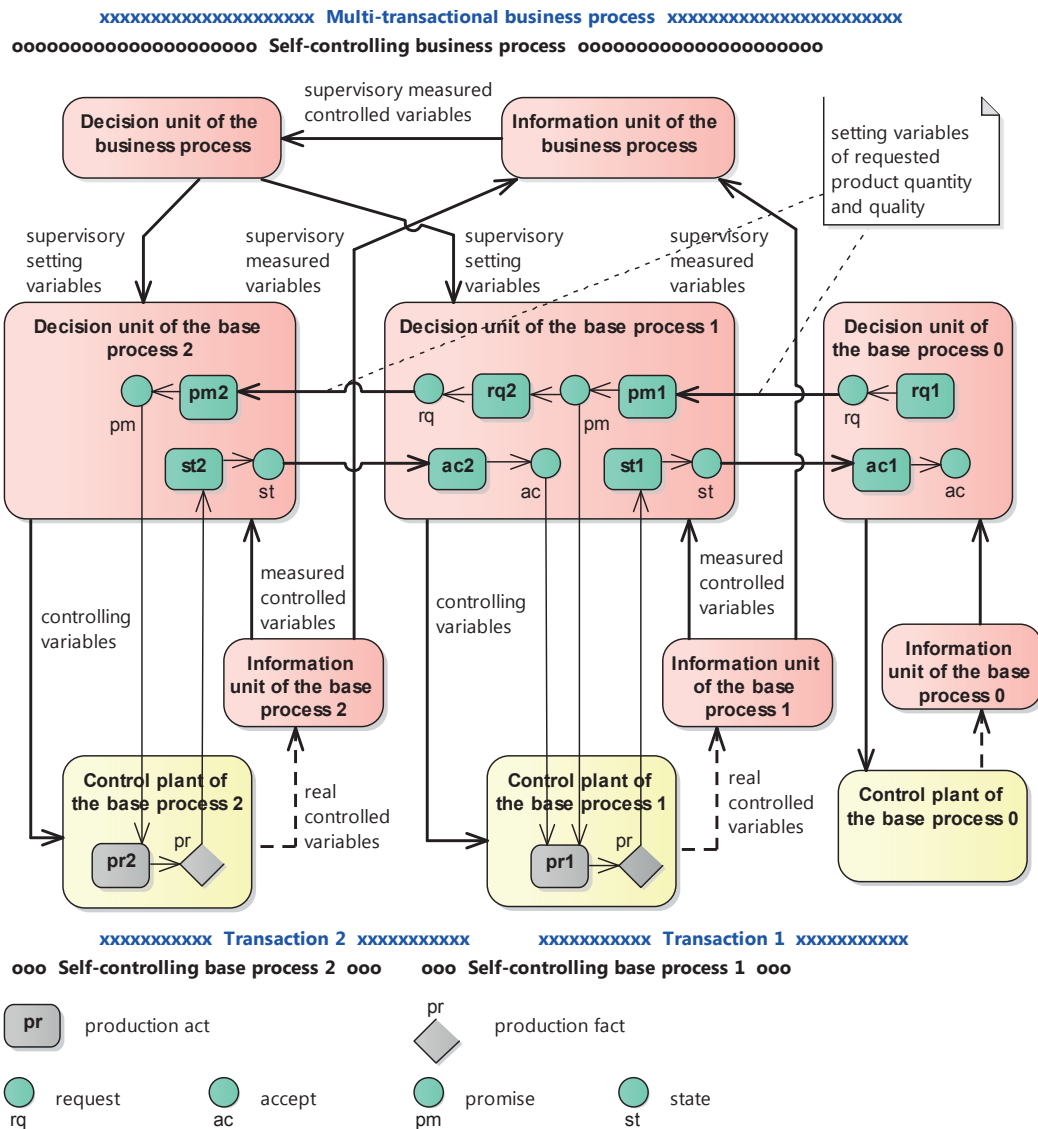 xxxxxxxxxxxxxxxxxxxxx Multi-transactional business process xxxxxxxxxxxxxxxxxxxxxxx
ooooooooooooooooooooo Self-controlling business process ooooooooooooooooooooo
Decision unit of the
business process
supervisory measured
controlled variables
Information unit of the
business process
setting variables
of requested
product quantity
and quality
supervisory
setting
variables
supervisory
measured
variables
supervisory
setting
variables
supervisory
measured
variables
Decision unit of the base
process 2
pm
pm2
st2
st
Decision unit of the base process 1
rq
rq2
pm
pm1
ac2
ac
st1
st
Decision unit of
the base process 0
rq
rq1
ac1
ac
controlling
variables
measured
controlled
variables
controlling
variables
measured
controlled
variables
Information
unit of the base
process 2
Information unit
of the base
process 1
Information
unit of the base
process 0
Control plant of
the base process 2
pr2
pr
real
controlled
variables
Control plant of
the base process 1
pr1
pr
real
controlled
variables
Control plant of
the base process 0
xxxxxxxxxxx Transaction 2 xxxxxxxxxxx
xxxxxxxxxxx Transaction 1 xxxxxxxxxxx
ooo Self-controlling base process 2 ooo
ooo Self-controlling base process 1 ooo
pr
production act
pr
production fact
rq
request
ac
accept
pm
promise
st
state